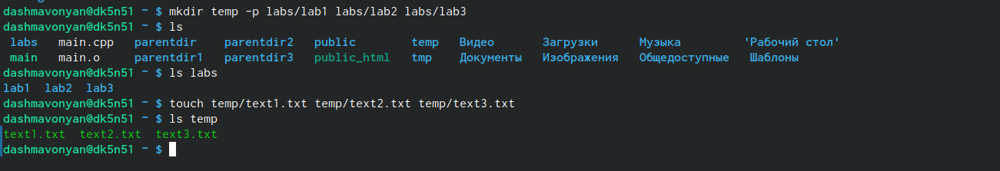 dashmavonyan@dk5n51 ~ $ mkdir temp -p labs/lab1 labs/lab2 labs/lab3
dashmavonyan@dk5n51 ~ $ ls
labs main.cpp parentdir parentdir2 public temp Видео Загрузки Музыка 'Рабочий стол'
main main.o parentdir1 parentdir3 public_html tmp Документы Изображения Общедоступные Шаблоны
dashmavonyan@dk5n51 ~ $ ls labs
lab1 lab2 lab3
dashmavonyan@dk5n51 ~ $ touch temp/text1.txt temp/text2.txt temp/text3.txt
dashmavonyan@dk5n51 ~ $ ls temp
text1.txt text2.txt text3.txt
dashmavonyan@dk5n51 ~ $